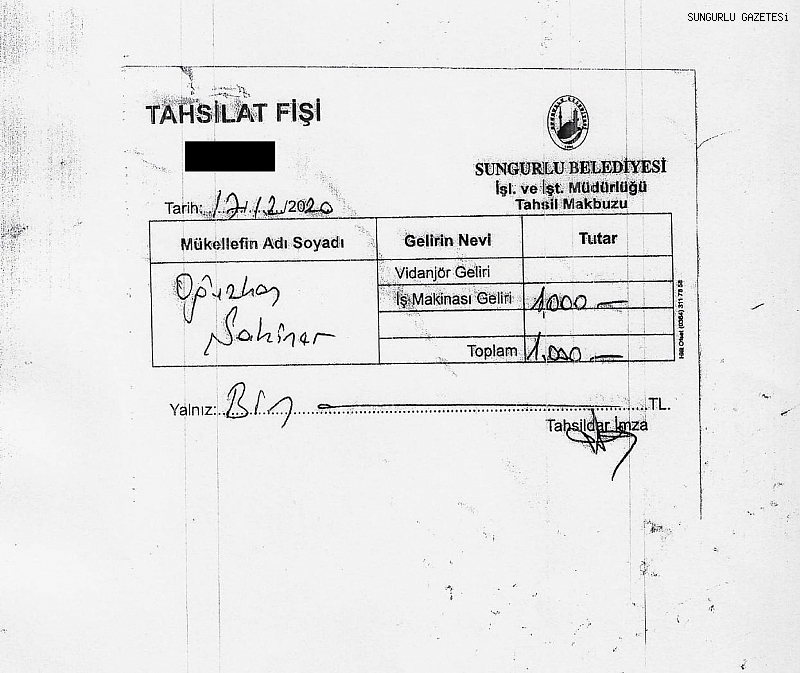 SUNGURLU GAZETESİ
TAHSİLAT FİŞİ
SUNGURLU BELEDİYESİ
İşl. ve İşt. Müdürlüğü
Tahsil Makbuzu
Tarih: 17/12/2020
Mükellefin Adı Soyadı
Gelirin Nevi
Tutar
Oğuzhan
Vidanjör Geliri
İş Makinası Geliri 1,000 —
Toplam 1,000 —
Yalnız: Bin TL.
Tahsildar İmza